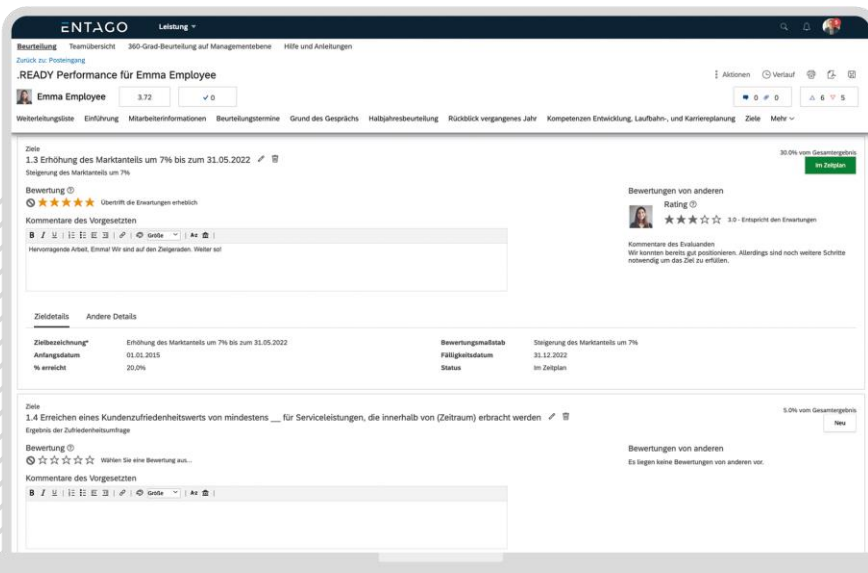 ENTAGO Leistung
Beurteilung Teamübersicht 360-Grad-Beurteilung auf Managementebene Hilfe und Anleitungen
Zurück zu: Posteingang
.READY Performance für Emma Employee
Aktionen Verlauf
Emma Employee 3.72 0 0 0 6 5
Weiterleitungsliste Einführung Mitarbeiterinformationen Beurteilungstermine Grund des Gesprächs Halbjahresbeurteilung Rückblick vergangenes Jahr Kompetenzen Entwicklung, Laufbahn-, und Karriereplanung Ziele Mehr
Ziele
30.0% vom Gesamtergebnis
1.3 Erhöhung des Marktanteils um 7% bis zum 31.05.2022
Im Zeitplan
Steigerung des Marktanteils um 7%
Bewertung
Übertrifft die Erwartungen erheblich
Kommentare des Vorgesetzten
B I U Größe
Hervorragende Arbeit, Emma! Wir sind auf den Zielgeraden. Weiter so!
Bewertungen von anderen
Rating
3.0 - Entspricht den Erwartungen
Kommentare des Evaluanden
Wir konnten bereits gut positionieren. Allerdings sind noch weitere Schritte
notwendig um das Ziel zu erfüllen.
Zieldetails Andere Details
Zielbezeichnung* Erhöhung des Marktanteils um 7% bis zum 31.05.2022 Bewertungsmaßstab Steigerung des Marktanteils um 7%
Anfangsdatum 01.01.2015 Fälligkeitsdatum 31.12.2022
% erreicht 20,0% Status Im Zeitplan
Ziele
5.0% vom Gesamtergebnis
1.4 Erreichen eines Kundenzufriedenheitswerts von mindestens __ für Serviceleistungen, die innerhalb von (Zeitraum) erbracht werden
Neu
Ergebnis der Zufriedenheitsumfrage
Bewertung
Wählen Sie eine Bewertung aus...
Kommentare des Vorgesetzten
B I U Größe
Bewertungen von anderen
Es liegen keine Bewertungen von anderen vor.